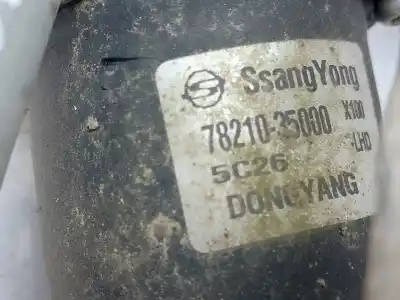 SsangYong
78210-35000 X100
-LHD
5C26
DONGYANG